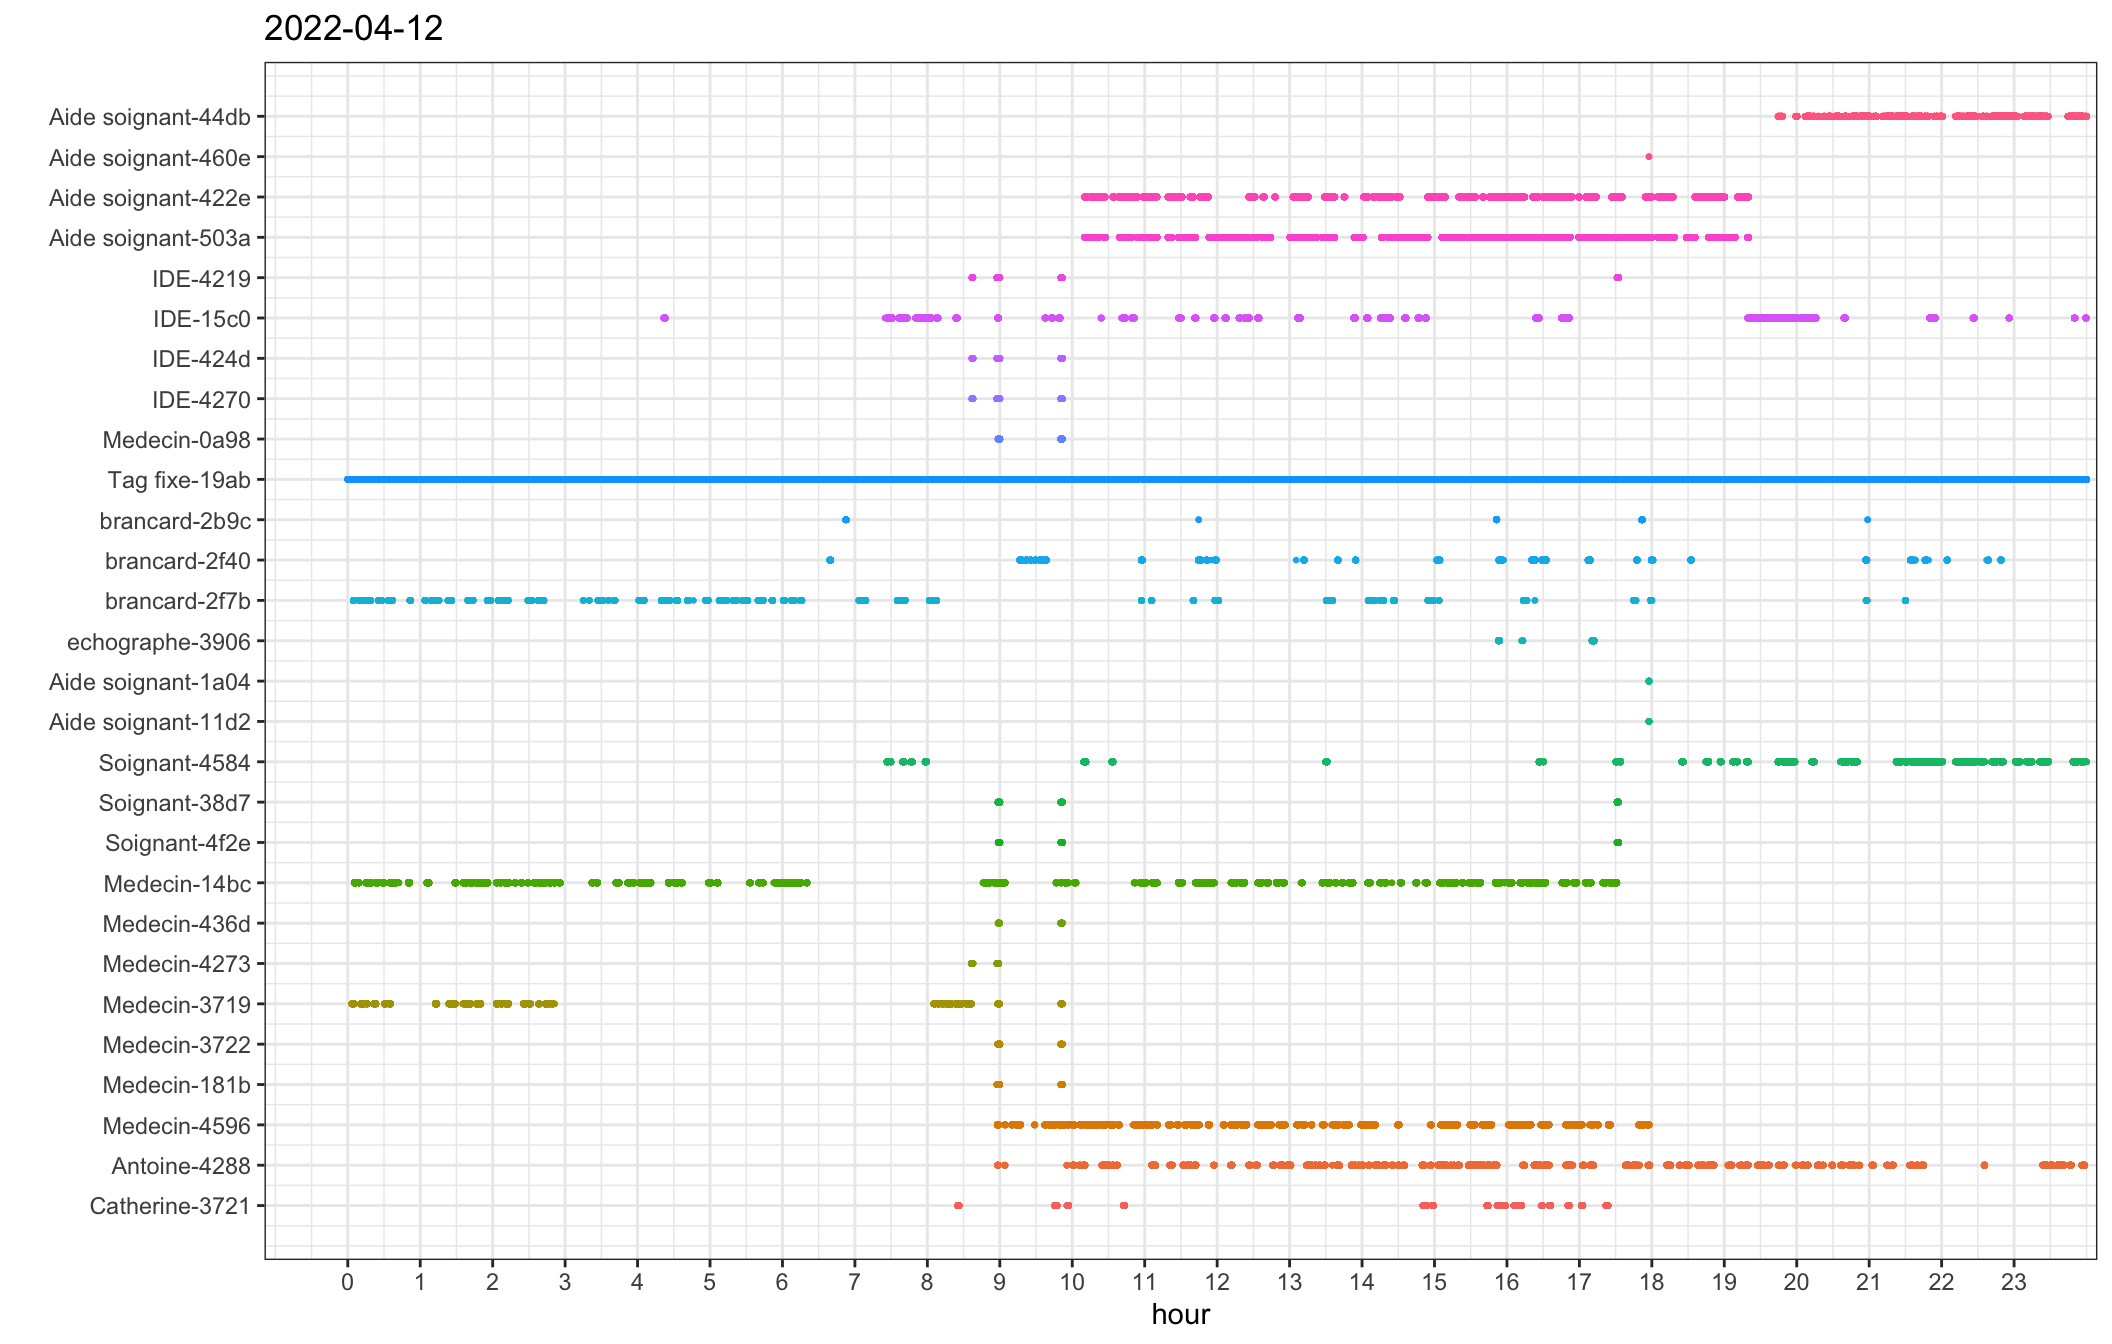 2022-04-12
Aide soignant-44db
Aide soignant-460e
Aide soignant-422e
Aide soignant-503a
IDE-4219
IDE-15c0
IDE-424d
IDE-4270
Medecin-0a98
Tag fixe-19ab
brancard-2b9c
brancard-2f40
brancard-2f7b
echographe-3906
Aide soignant-1a04
Aide soignant-11d2
Soignant-4584
Soignant-38d7
Soignant-4f2e
Medecin-14bc
Medecin-436d
Medecin-4273
Medecin-3719
Medecin-3722
Medecin-181b
Medecin-4596
Antoine-4288
Catherine-3721
0 1 2 3 4 5 6 7 8 9 10 11 12 13 14 15 16 17 18 19 20 21 22 23
hour